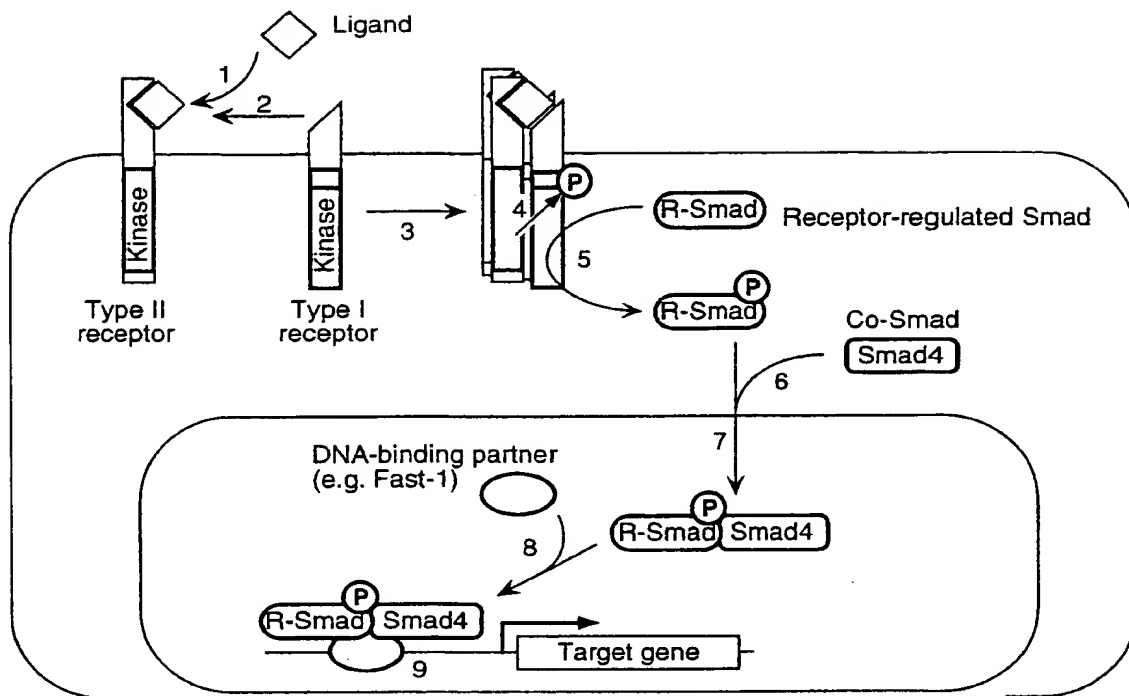 Ligand
1
2
Kinase
Kinase
3
4
P
5
R-Smad
Receptor-regulated Smad
P
R-Smad
Type II
receptor
Type I
receptor
Co-Smad
Smad4
6
7
DNA-binding partner
(e.g. Fast-1)
P
R-Smad Smad4
8
P
R-Smad Smad4
9
Target gene